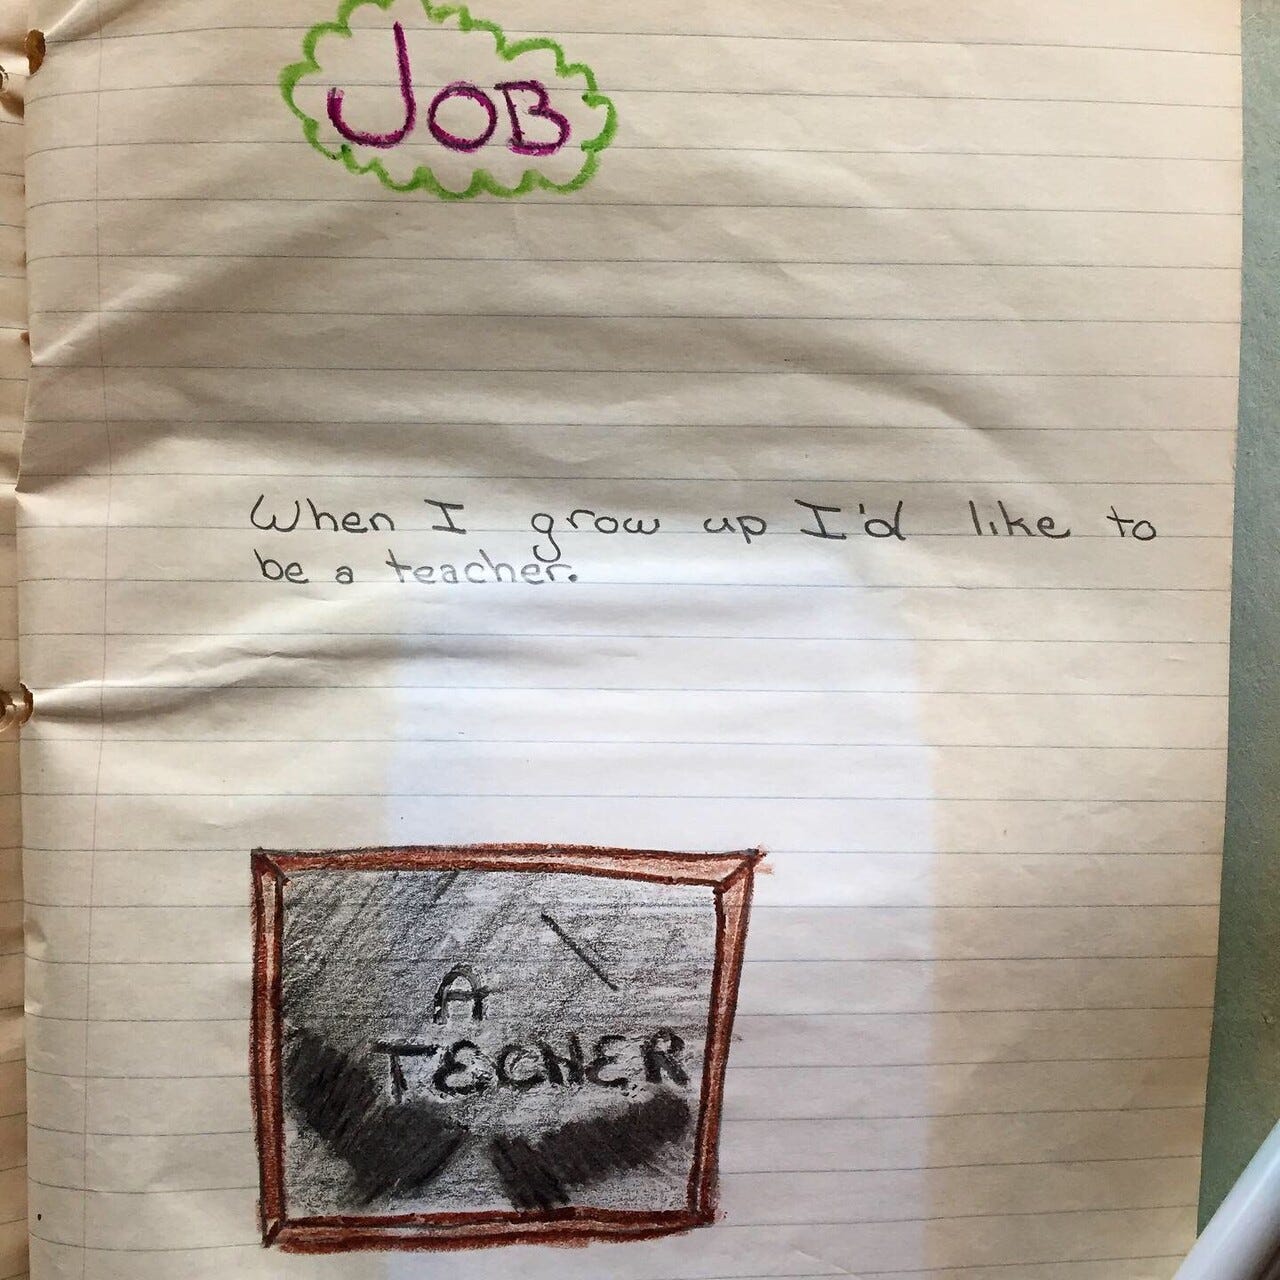 JOB
When I grow up I'd like to
be a teacher.
A
TECHER